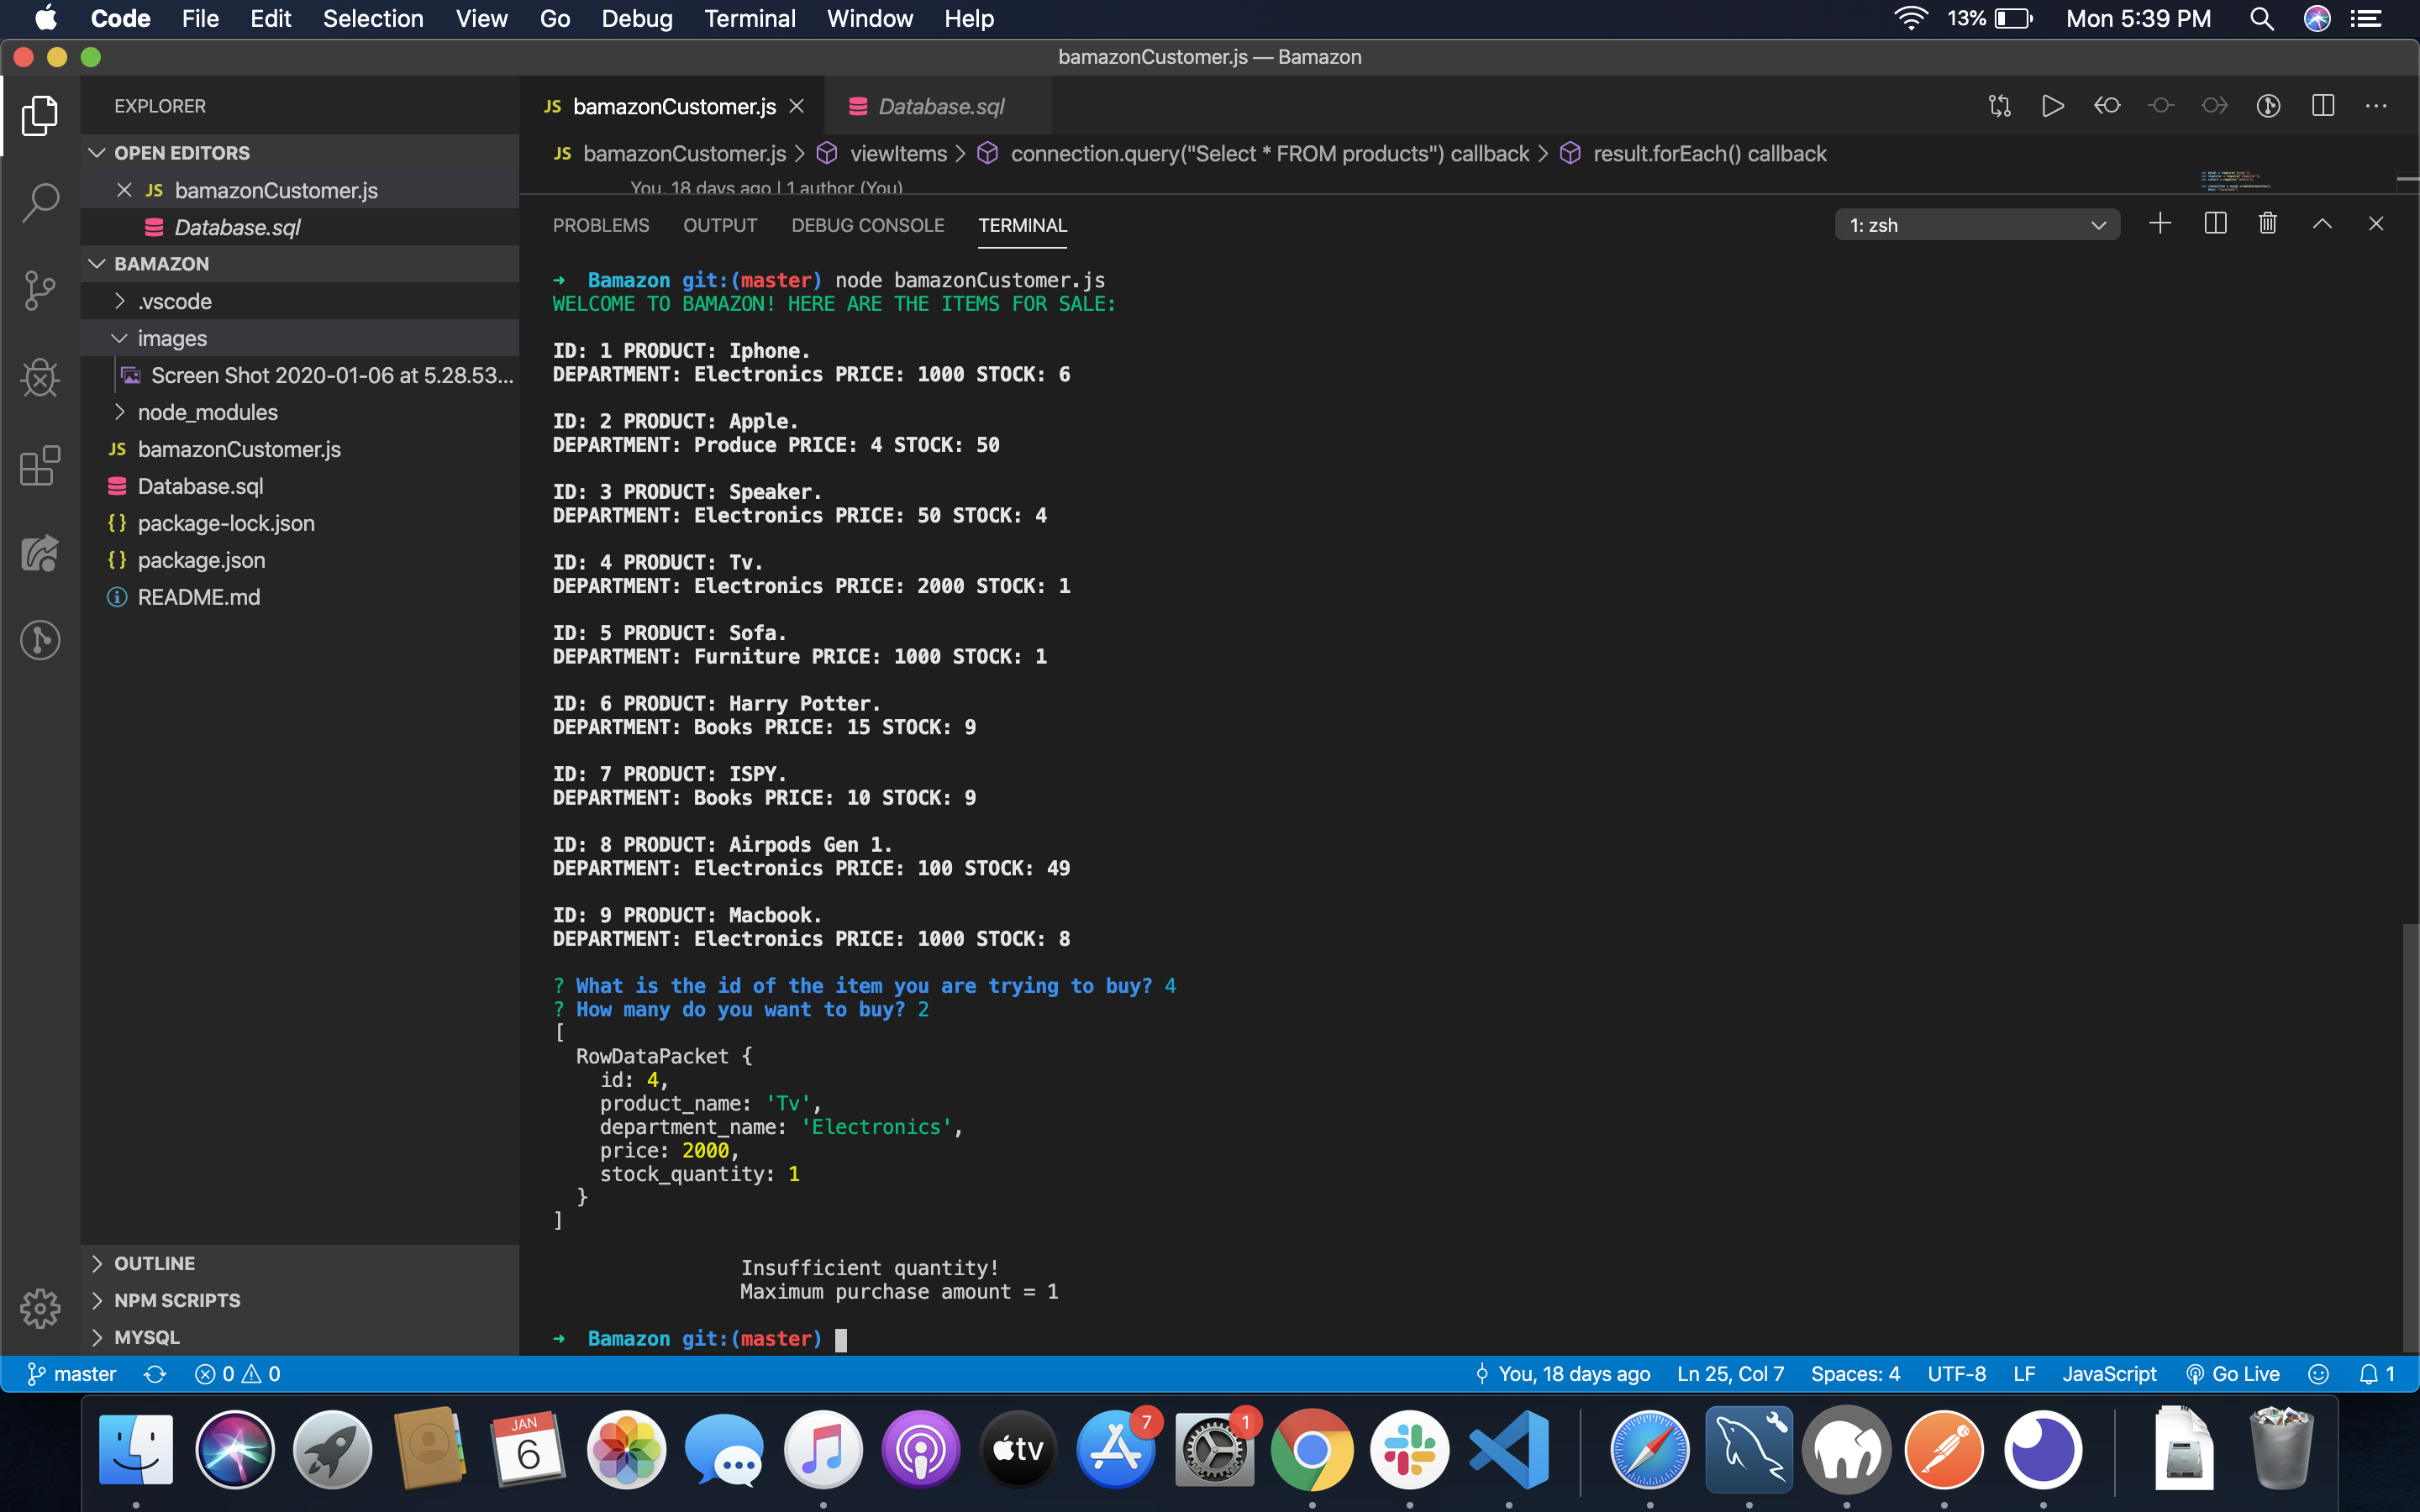 Code File Edit Selection View Go Debug Terminal Window Help 13% Mon 5:39 PM
bamazonCustomer.js — Bamazon
EXPLORER
OPEN EDITORS
JS bamazonCustomer.js
Database.sql
BAMAZON
.vscode
images
Screen Shot 2020-01-06 at 5.28.53...
node_modules
JS bamazonCustomer.js
Database.sql
{} package-lock.json
{} package.json
README.md
OUTLINE
NPM SCRIPTS
MYSQL
JS bamazonCustomer.js Database.sql
JS bamazonCustomer.js > viewItems > connection.query("Select * FROM products") callback > result.forEach() callback
You, 18 days ago | 1 author (You)
PROBLEMS OUTPUT DEBUG CONSOLE TERMINAL 1: zsh
→ Bamazon git:(master) node bamazonCustomer.js
WELCOME TO BAMAZON! HERE ARE THE ITEMS FOR SALE:
ID: 1 PRODUCT: Iphone.
DEPARTMENT: Electronics PRICE: 1000 STOCK: 6
ID: 2 PRODUCT: Apple.
DEPARTMENT: Produce PRICE: 4 STOCK: 50
ID: 3 PRODUCT: Speaker.
DEPARTMENT: Electronics PRICE: 50 STOCK: 4
ID: 4 PRODUCT: Tv.
DEPARTMENT: Electronics PRICE: 2000 STOCK: 1
ID: 5 PRODUCT: Sofa.
DEPARTMENT: Furniture PRICE: 1000 STOCK: 1
ID: 6 PRODUCT: Harry Potter.
DEPARTMENT: Books PRICE: 15 STOCK: 9
ID: 7 PRODUCT: ISPY.
DEPARTMENT: Books PRICE: 10 STOCK: 9
ID: 8 PRODUCT: Airpods Gen 1.
DEPARTMENT: Electronics PRICE: 100 STOCK: 49
ID: 9 PRODUCT: Macbook.
DEPARTMENT: Electronics PRICE: 1000 STOCK: 8
? What is the id of the item you are trying to buy? 4
? How many do you want to buy? 2
[
RowDataPacket {
id: 4,
product_name: 'Tv',
department_name: 'Electronics',
price: 2000,
stock_quantity: 1
}
]
Insufficient quantity!
Maximum purchase amount = 1
→ Bamazon git:(master)
master 0 0 You, 18 days ago Ln 25, Col 7 Spaces: 4 UTF-8 LF JavaScript Go Live 1
JAN
6
tv
7
1